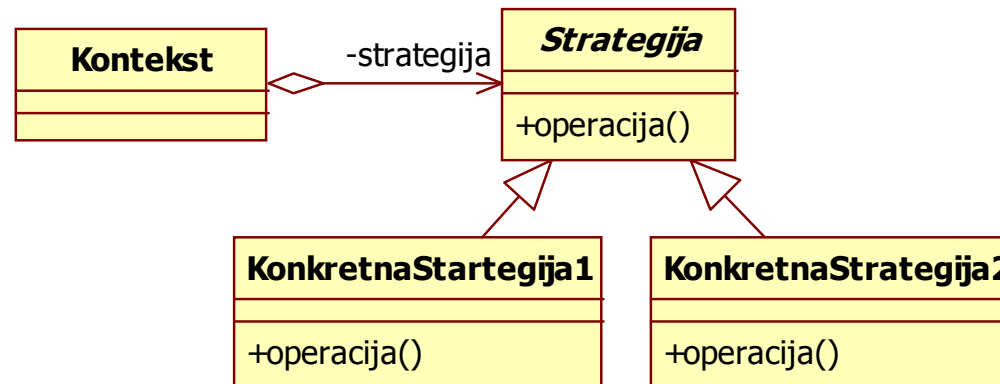 Kontekst
-strategija
Strategija
+operacija()
KonkretnaStartegija1
+operacija()
KonkretnaStrategija2
+operacija()